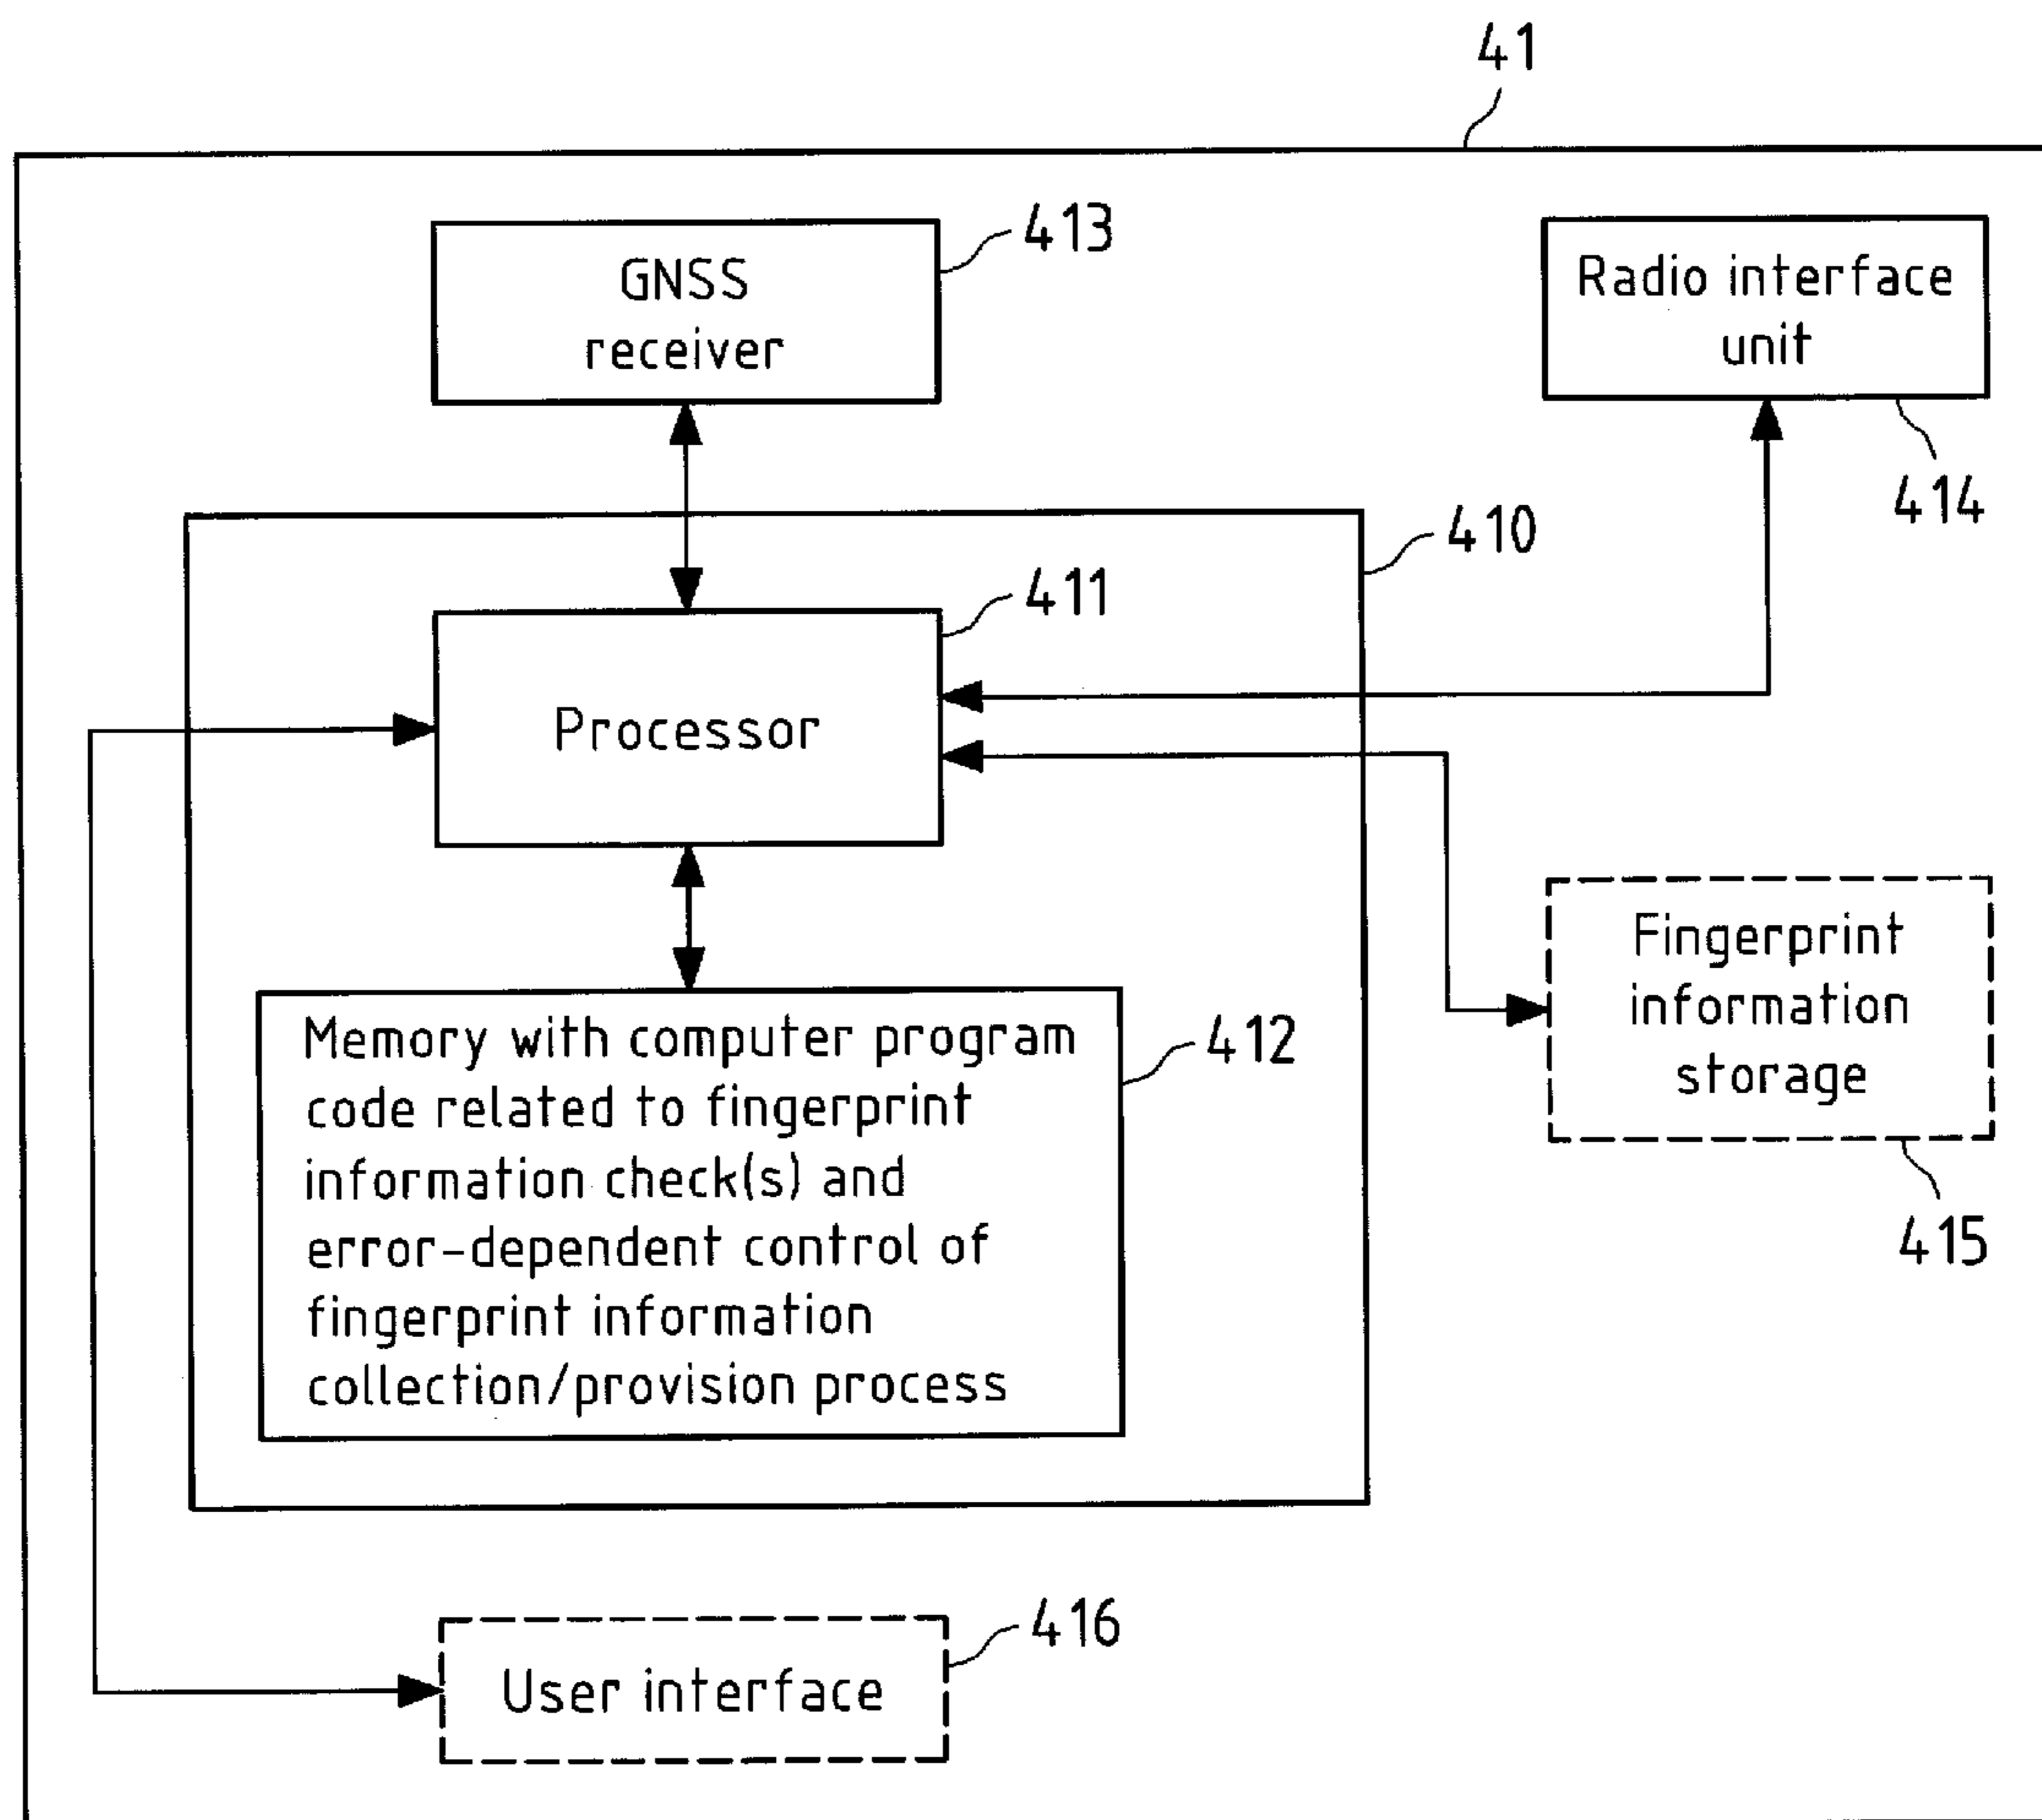 41
GNSS
receiver
413
Radio interface
unit
414
410
411
Processor
Memory with computer program
code related to fingerprint
information check(s) and
error-dependent control of
fingerprint information
collection/provision process
412
Fingerprint
information
storage
415
416
User interface